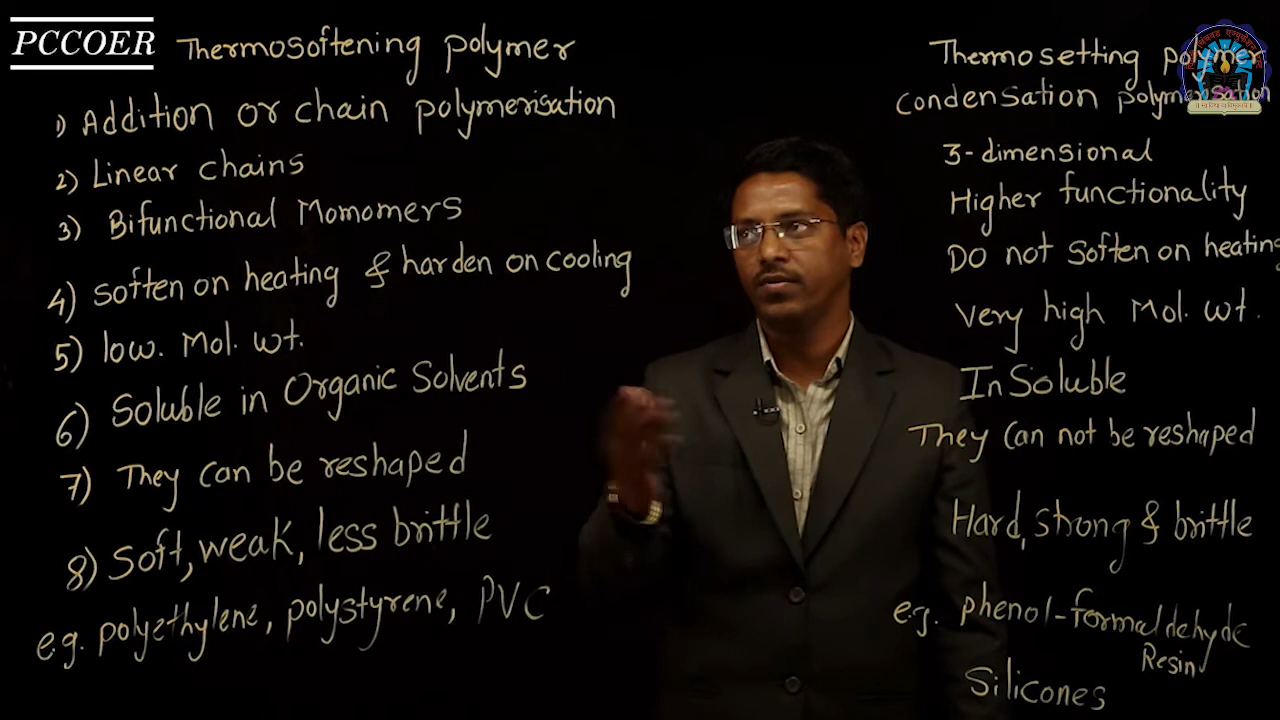 PCCOER
Thermosoftening polymer
1) Addition or chain polymerisation
2) Linear chains
3) Bifunctional Momomers
4) Soften on heating & harden on cooling
5) low. Mol. wt.
6) Soluble in Organic Solvents
7) They can be reshaped
8) Soft, weak, less brittle
e.g. polyethylene, polystyrene, PVC
Thermosetting polymer
Condensation polymerisation
3-dimensional
Higher functionality
Do not soften on heating
Very high Mol. wt.
InSoluble
They Can not be reshaped
Hard, strong & brittle
e.g. phenol-formaldehyde
Resin
Silicones